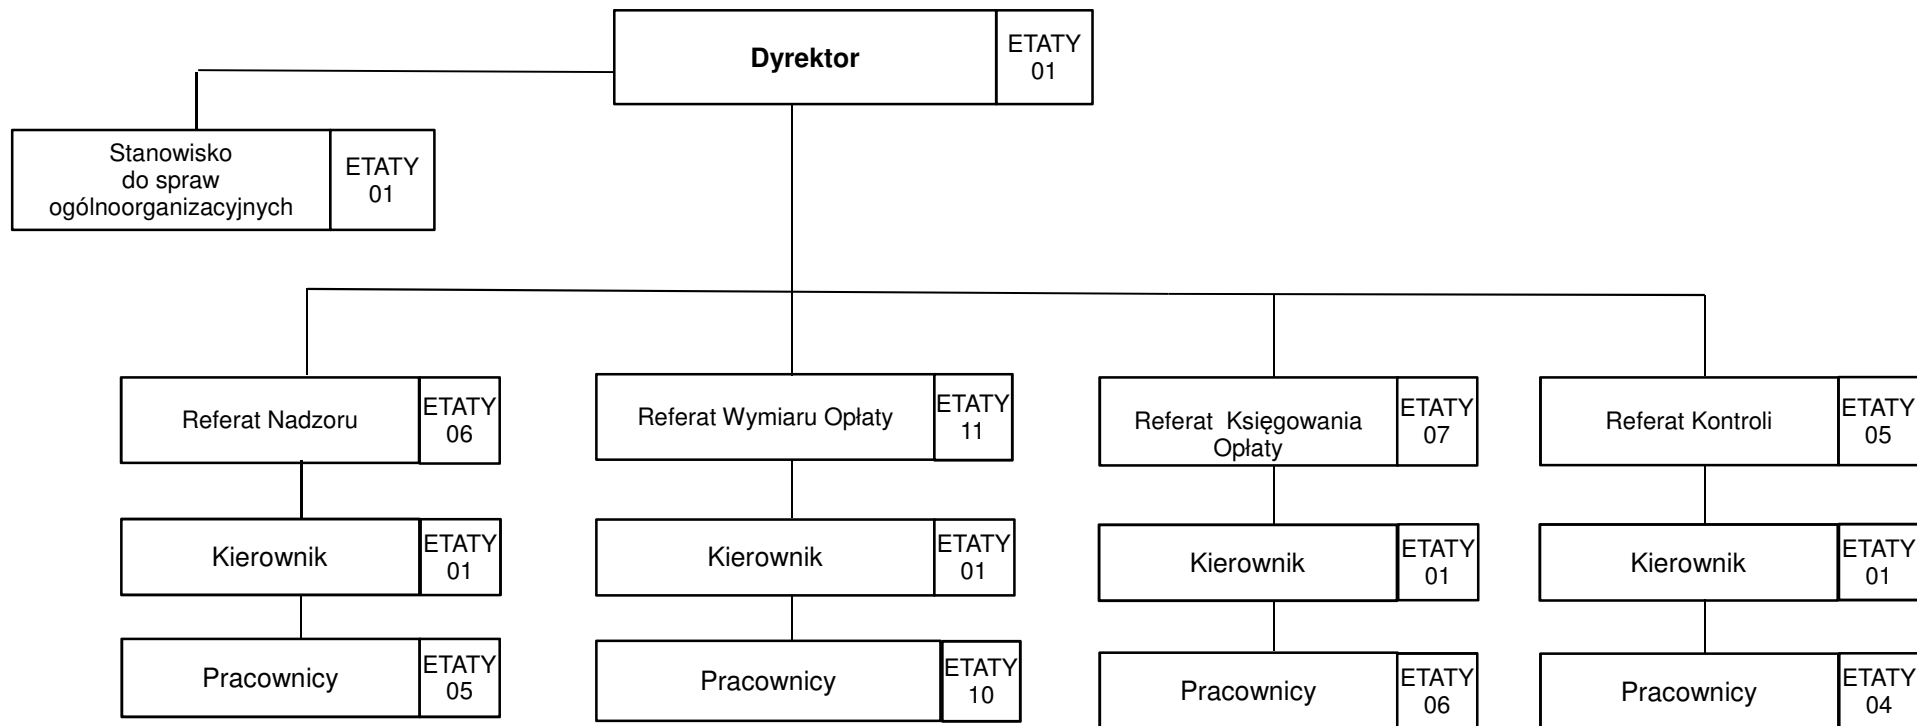 Dyrektor
ETATY
01
Stanowisko
do spraw
ogólnoorganizacyjnych
ETATY
01
Referat Nadzoru
ETATY
06
Referat Wymiaru Opłaty
ETATY
11
Referat  Księgowania
Opłaty
ETATY
07
Referat Kontroli
ETATY
05
Kierownik
ETATY
01
Kierownik
ETATY
01
Kierownik
ETATY
01
Kierownik
ETATY
01
Pracownicy
ETATY
05
Pracownicy
ETATY
10
Pracownicy
ETATY
06
Pracownicy
ETATY
04